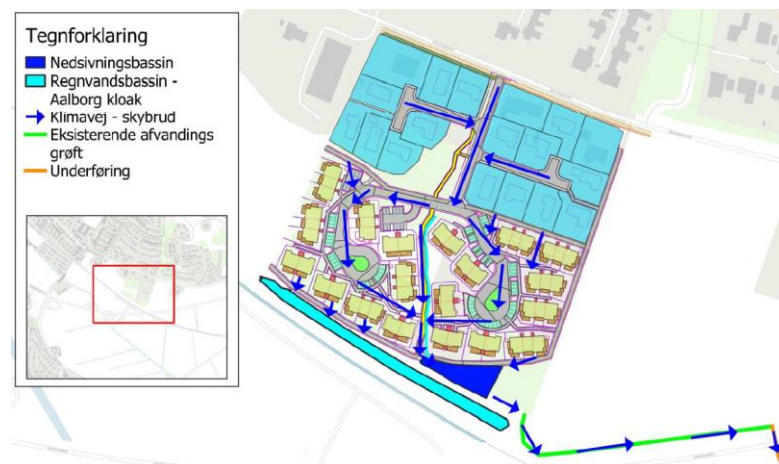 Tegnforklaring
Nedsivningsbassin
Regnvandsbassin -
Aalborg kloak
Klimavej - skybrud
Eksisterende afvandings
grøft
Underføring